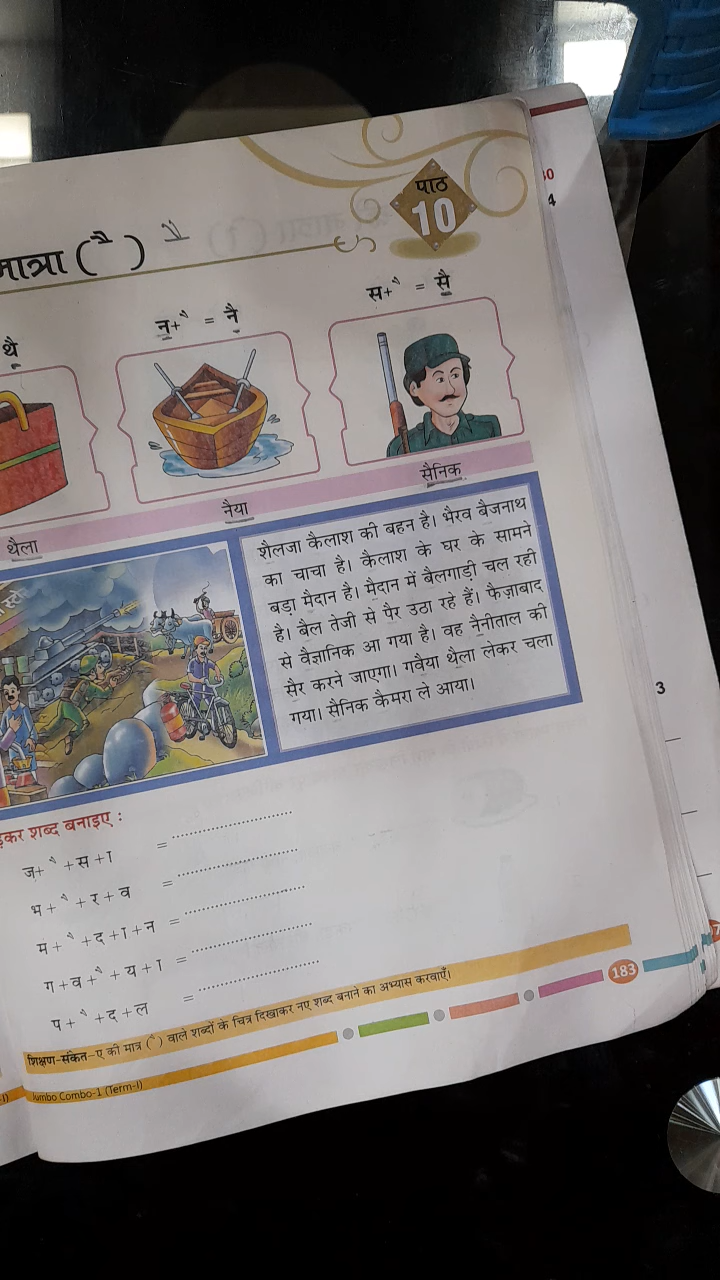 पाठ
10
मात्रा ( ै )
थै
न+ ै = नै
स+ ै = सै
थैला
नैया
सैनिक
शैलजा कैलाश की बहन है। भैरव बैजनाथ
का चाचा है। कैलाश के घर के सामने
बड़ा मैदान है। मैदान में बैलगाड़ी चल रही
है। बैल तेजी से पैर उठा रहे हैं। फैज़ाबाद
से वैज्ञानिक आ गया है। वह नैनीताल की
सैर करने जाएगा। गवैया थैला लेकर चला
गया। सैनिक कैमरा ले आया।
शब्द बनाइए :
ज+ ै +स+ा = ....................
भ+ ै +र+व = ....................
म+ ै +द+ा+न = ....................
ग+व+ ै +य+ा = ....................
प+ ै +द+ल = ....................
शिक्षण-संकेत–ए की मात्र ( ै ) वाले शब्दों के चित्र दिखाकर नए शब्द बनाने का अभ्यास करवाएँ।
183
Jumbo Combo-1 (Term-I)
4
3